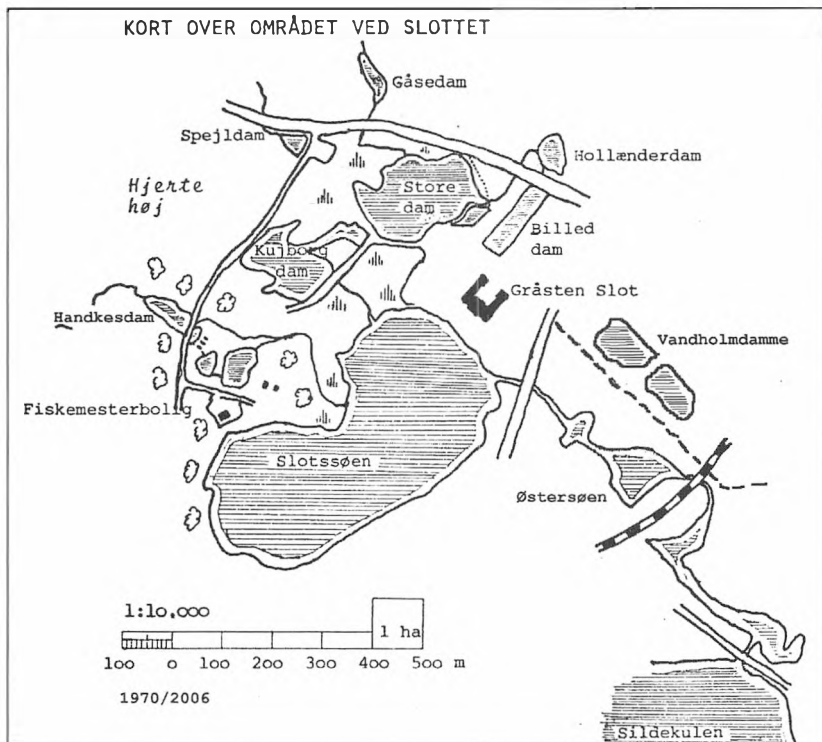 KORT OVER OMRÅDET VED SLOTTET
Gåsedam
Spejldam
Hollænderdam
Hjerte
høj
Store
dam
Billed
dam
Kujborg
dam
Gråsten Slot
Handkesdam
Vandholmdamme
Fiskemesterbolig
Slotssøen
Østersøen
1:10.000
1 ha
100 0 100 200 300 400 500 m
1970/2006
Sildekulen